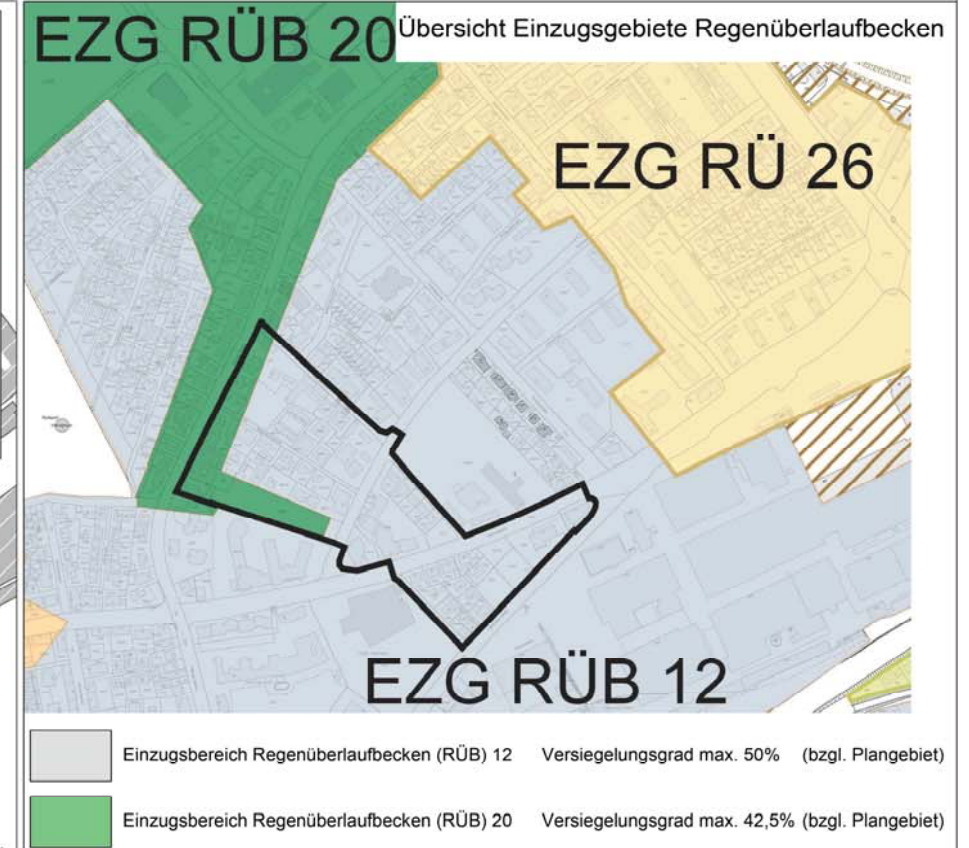 EZG RÜB 20
Übersicht Einzugsgebiete Regenüberlaufbecken
EZG RÜ 26
EZG RÜB 12
Einzugsbereich Regenüberlaufbecken (RÜB) 12 Versiegelungsgrad max. 50% (bzgl. Plangebiet)
Einzugsbereich Regenüberlaufbecken (RÜB) 20 Versiegelungsgrad max. 42,5% (bzgl. Plangebiet)